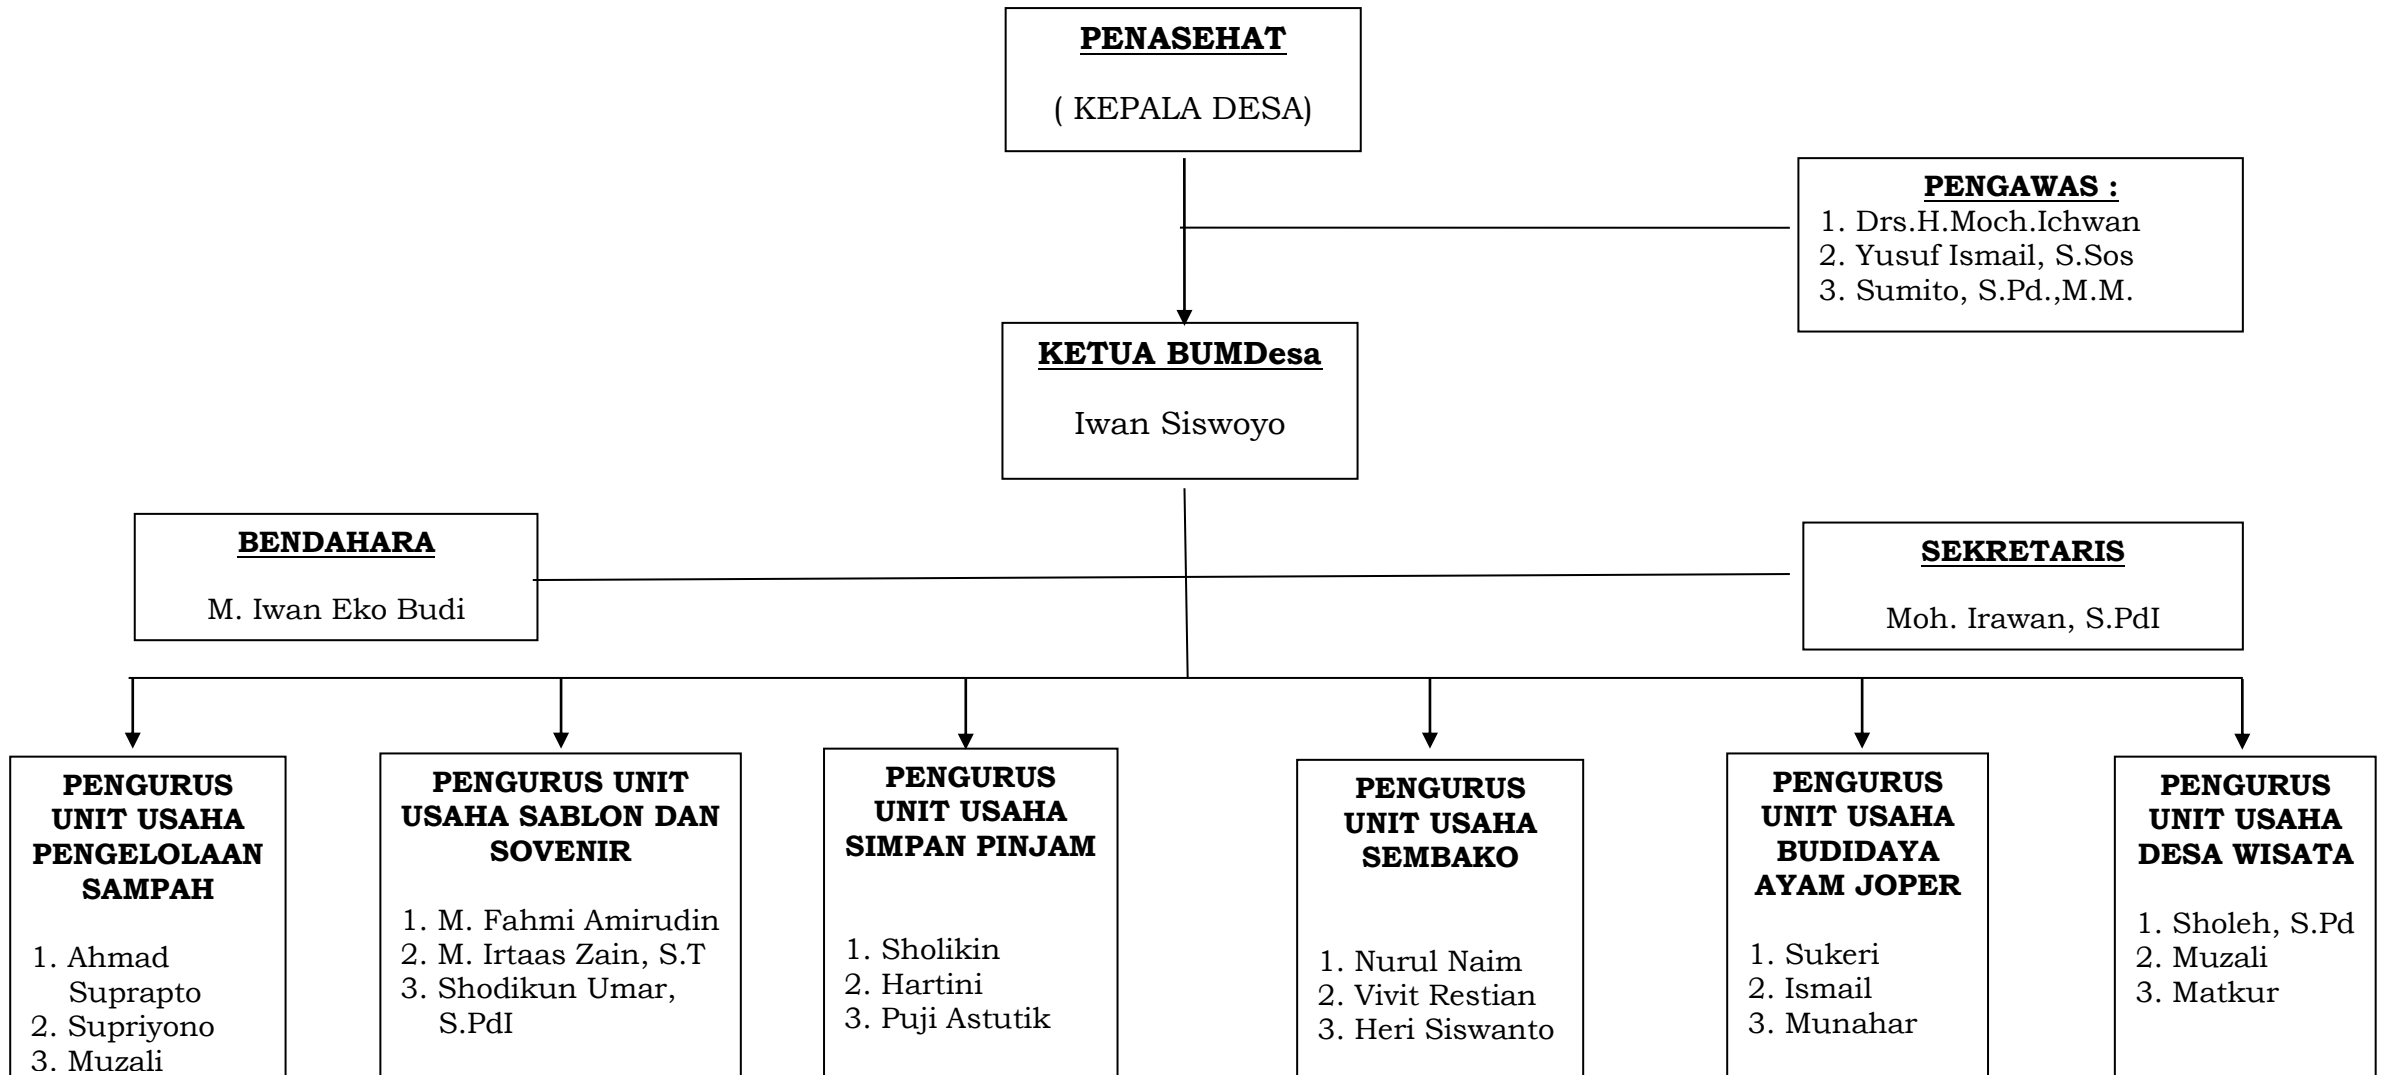 PENASEHAT
( KEPALA DESA)
PENGAWAS :
1. Drs.H.Moch.Ichwan
2. Yusuf Ismail, S.Sos
3. Sumito, S.Pd.,M.M.
KETUA BUMDesa
Iwan Siswoyo
BENDAHARA
M. Iwan Eko Budi
SEKRETARIS
Moh. Irawan, S.PdI
PENGURUS
UNIT USAHA
PENGELOLAAN
SAMPAH
1. Ahmad
Suprapto
2. Supriyono
3. Muzali
PENGURUS UNIT
USAHA SABLON DAN
SOVENIR
1. M. Fahmi Amirudin
2. M. Irtaas Zain, S.T
3. Shodikun Umar,
S.PdI
PENGURUS
UNIT USAHA
SIMPAN PINJAM
1. Sholikin
2. Hartini
3. Puji Astutik
PENGURUS
UNIT USAHA
SEMBAKO
1. Nurul Naim
2. Vivit Restian
3. Heri Siswanto
PENGURUS
UNIT USAHA
BUDIDAYA
AYAM JOPER
1. Sukeri
2. Ismail
3. Munahar
PENGURUS
UNIT USAHA
DESA WISATA
1. Sholeh, S.Pd
2. Muzali
3. Matkur